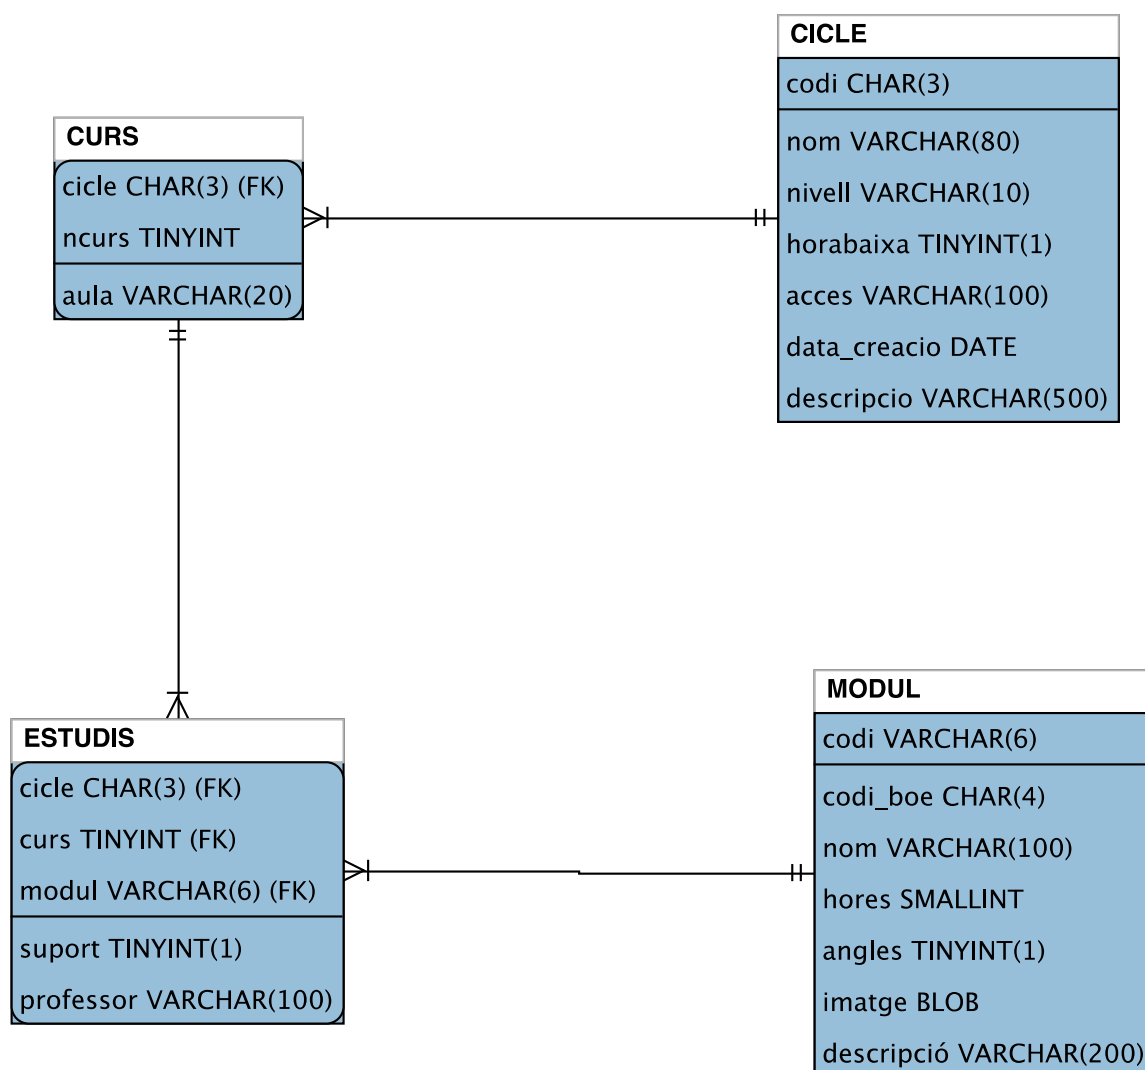 CICLE
codi CHAR(3)
nom VARCHAR(80)
nivell VARCHAR(10)
horabaixa TINYINT(1)
acces VARCHAR(100)
data_creacio DATE
descripcio VARCHAR(500)
CURS
cicle CHAR(3) (FK)
ncurs TINYINT
aula VARCHAR(20)
ESTUDIS
cicle CHAR(3) (FK)
curs TINYINT (FK)
modul VARCHAR(6) (FK)
suport TINYINT(1)
professor VARCHAR(100)
MODUL
codi VARCHAR(6)
codi_boe CHAR(4)
nom VARCHAR(100)
hores SMALLINT
angles TINYINT(1)
imatge BLOB
descripció VARCHAR(200)